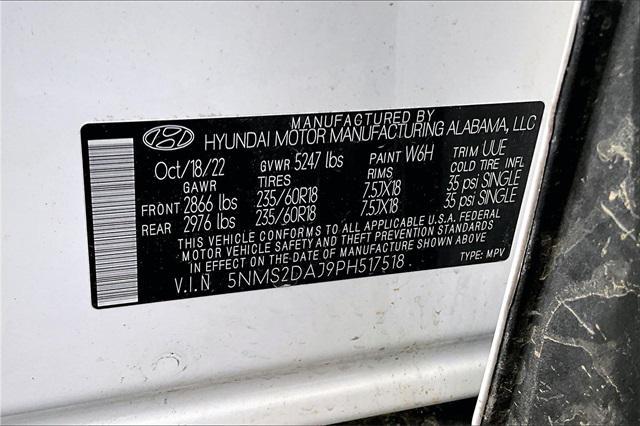 MANUFACTURED BY
HYUNDAI MOTOR MANUFACTURING ALABAMA, LLC
Oct/18/22 GVWR 5247 lbs PAINT W6H TRIM UUE
GAWR TIRES RIMS COLD TIRE INFL
FRONT 2866 lbs 235/60R18 7.5JX18 35 psi SINGLE
REAR 2976 lbs 235/60R18 7.5JX18 35 psi SINGLE
THIS VEHICLE CONFORMS TO ALL APPLICABLE U.S.A. FEDERAL
MOTOR VEHICLE SAFETY AND THEFT PREVENTION STANDARDS
IN EFFECT ON THE DATE OF MANUFACTURE SHOWN ABOVE.
V.I.N 5NMS2DAJ9PH517518 TYPE: MPV